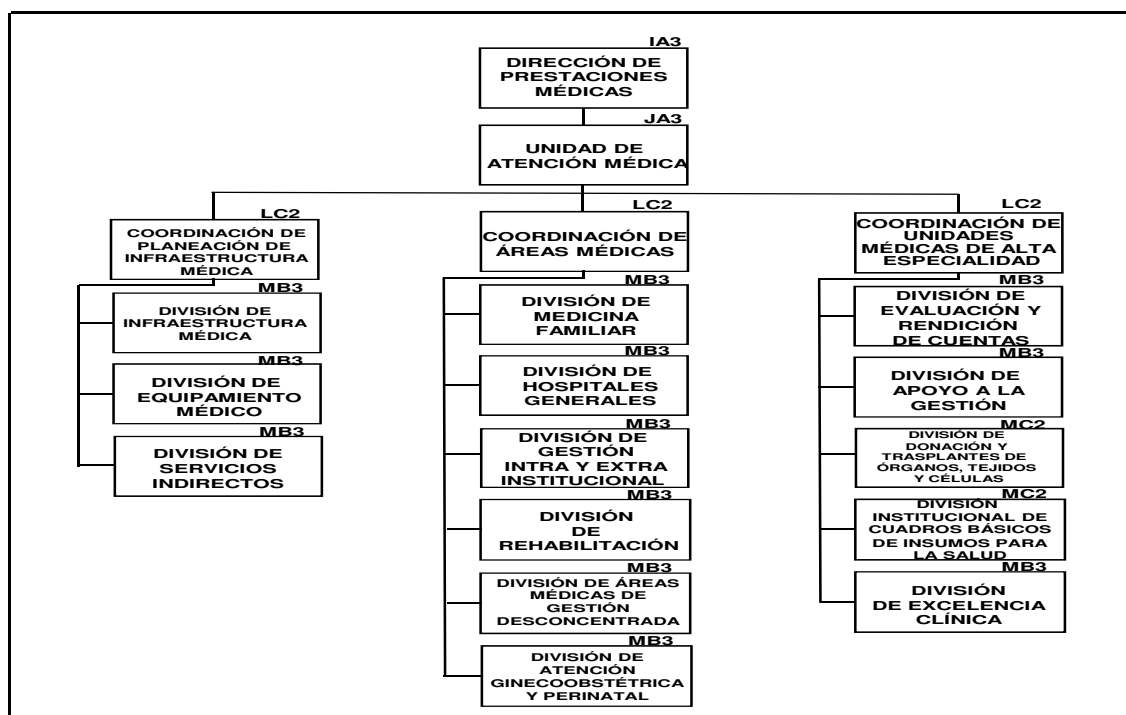 IA3
DIRECCIÓN DE
PRESTACIONES
MÉDICAS
JA3
UNIDAD DE
ATENCIÓN MÉDICA
LC2
COORDINACIÓN DE
PLANEACIÓN DE
INFRAESTRUCTURA
MÉDICA
MB3
DIVISIÓN DE
INFRAESTRUCTURA
MÉDICA
MB3
DIVISIÓN DE
EQUIPAMIENTO
MÉDICO
MB3
DIVISIÓN DE
SERVICIOS
INDIRECTOS
LC2
COORDINACIÓN DE
ÁREAS MÉDICAS
MB3
DIVISIÓN DE
MEDICINA
FAMILIAR
MB3
DIVISIÓN DE
HOSPITALES
GENERALES
MB3
DIVISIÓN DE
GESTIÓN
INTRA Y EXTRA
INSTITUCIONAL
MB3
DIVISIÓN
DE
REHABILITACIÓN
MB3
DIVISIÓN DE ÁREAS
MÉDICAS DE
GESTIÓN
DESCONCENTRADA
MB3
DIVISIÓN DE
ATENCIÓN
GINECOOBSTÉTRICA
Y PERINATAL
LC2
COORDINACIÓN DE
UNIDADES
MÉDICAS DE ALTA
ESPECIALIDAD
MB3
DIVISIÓN DE
EVALUACIÓN Y
RENDICIÓN
DE CUENTAS
MB3
DIVISIÓN DE
APOYO A LA
GESTIÓN
MC2
DIVISIÓN DE
DONACIÓN Y
TRASPLANTES DE
ÓRGANOS, TEJIDOS
Y CÉLULAS
MC2
DIVISIÓN
INSTITUCIONAL DE
CUADROS BÁSICOS
DE INSUMOS PARA
LA SALUD
MB3
DIVISIÓN
DE EXCELENCIA
CLÍNICA